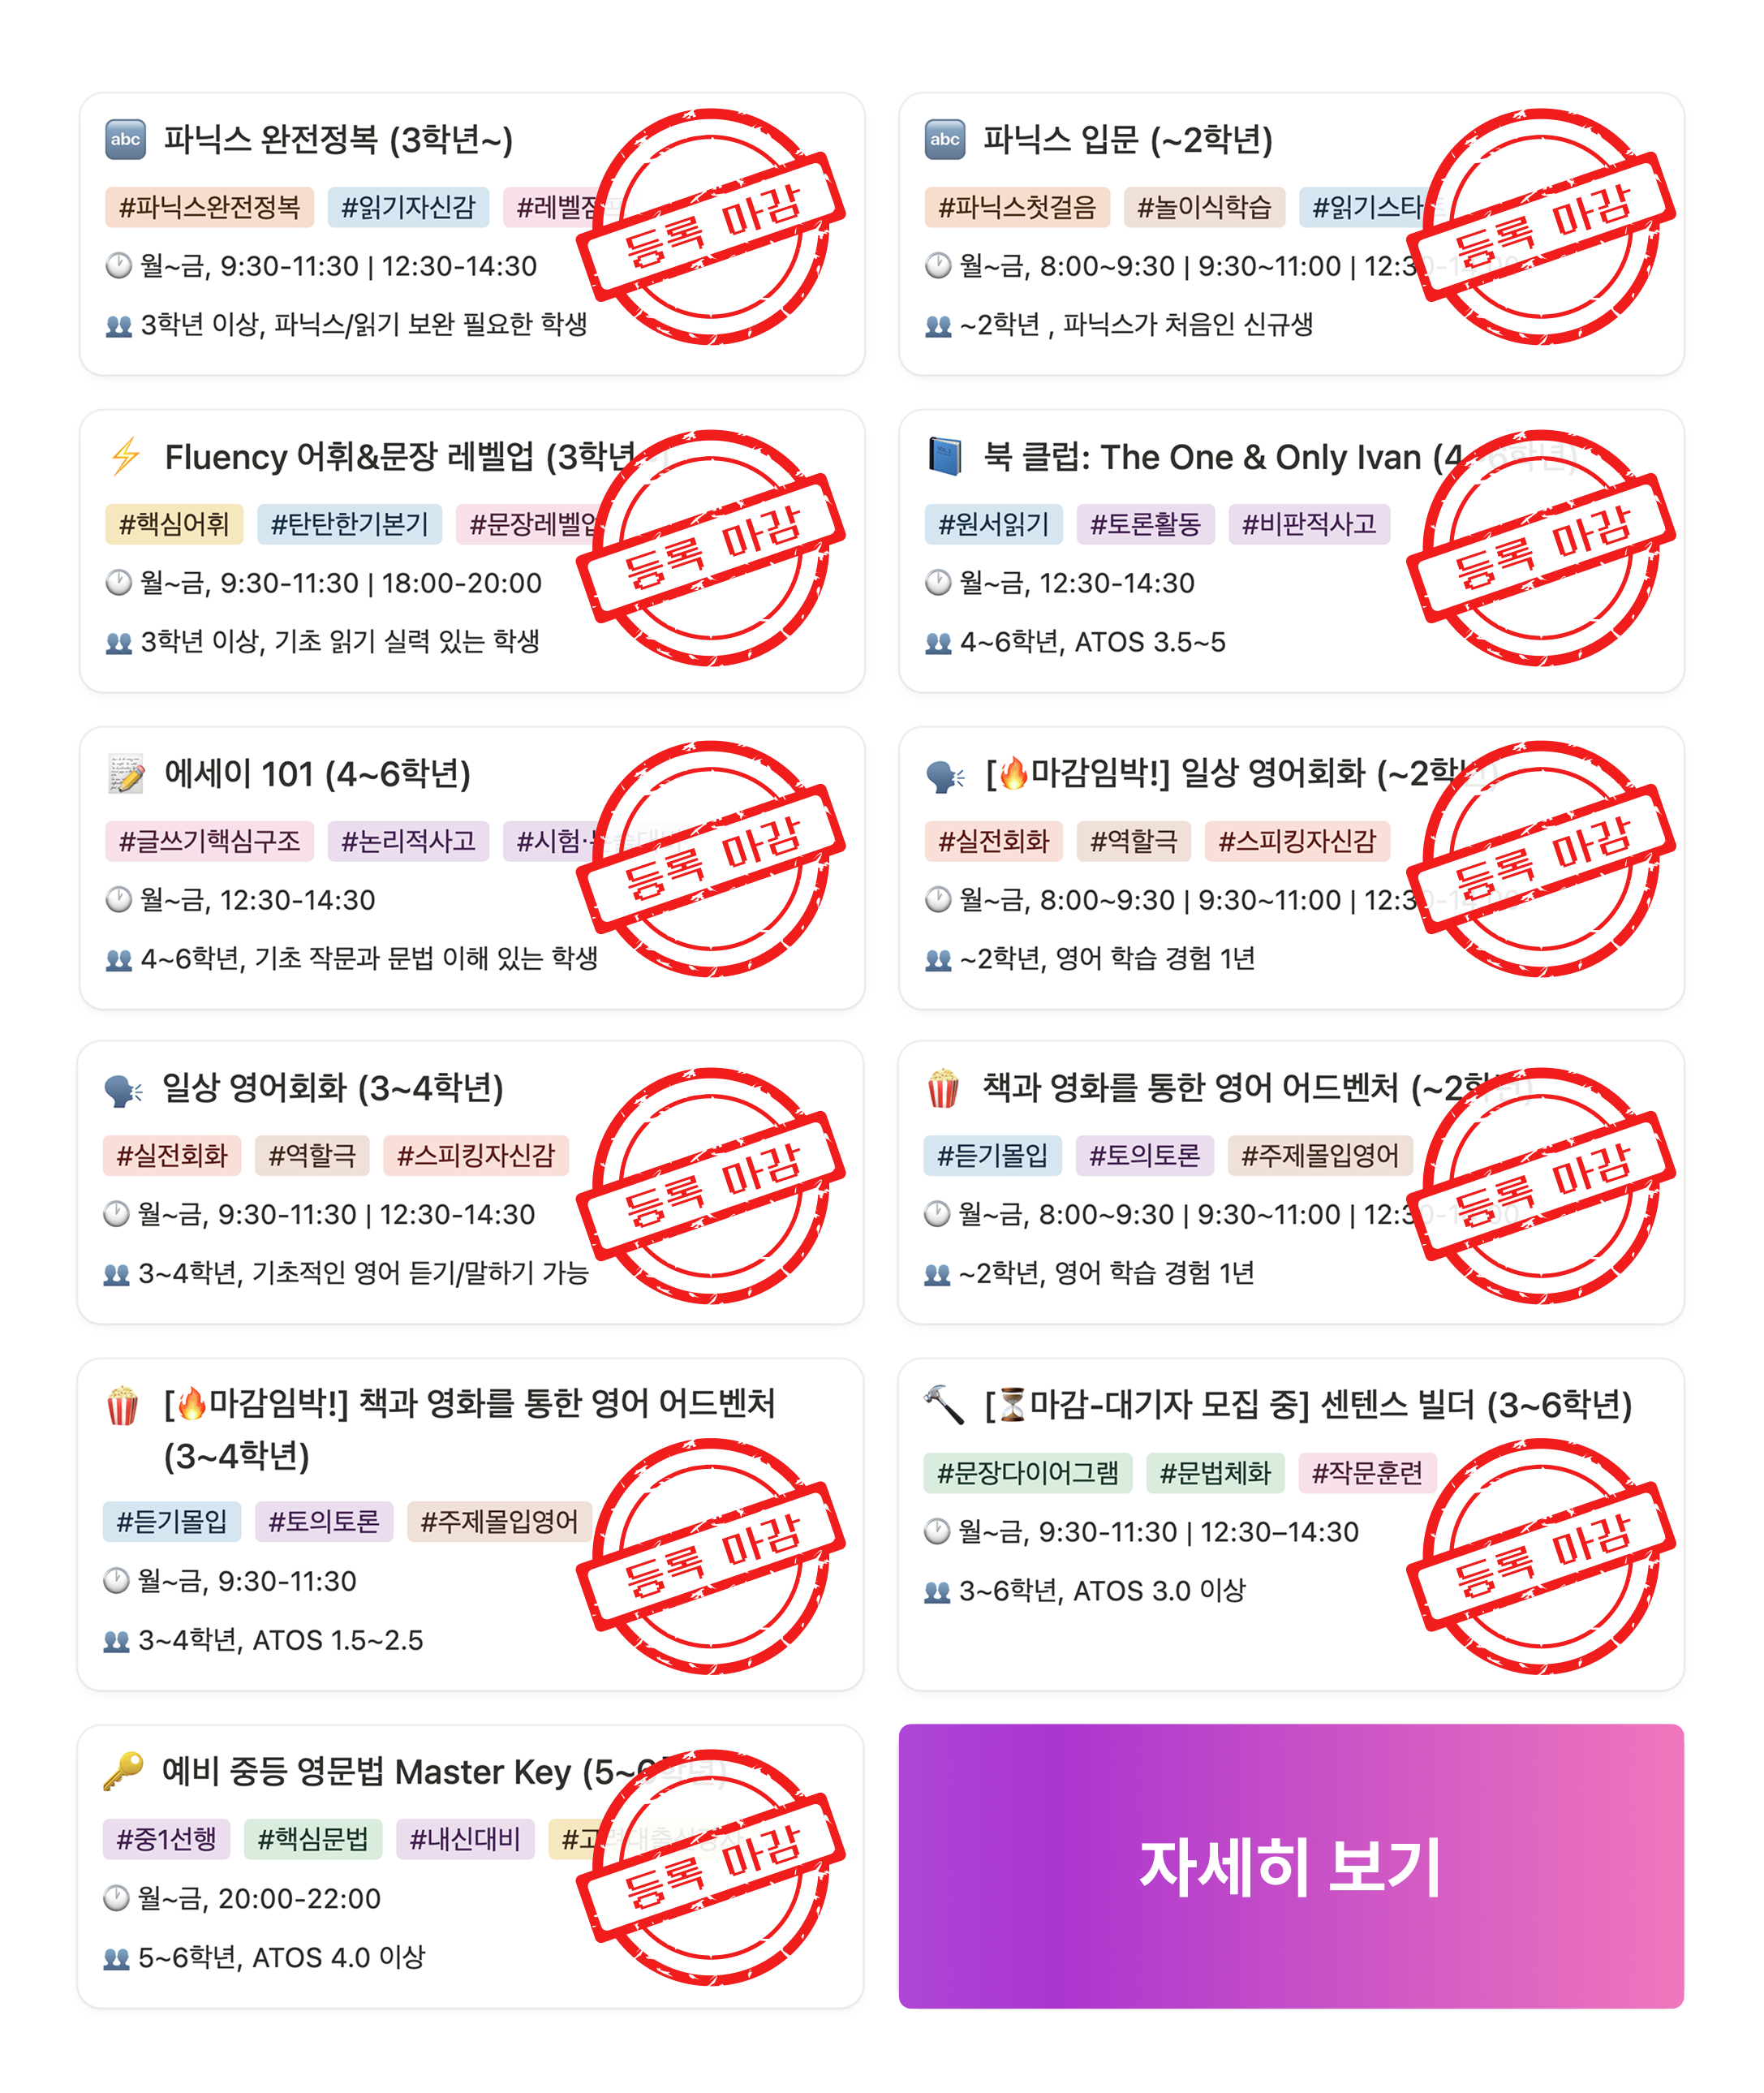 파닉스 완전정복 (3학년~)
#파닉스완전정복 #읽기자신감 #레벨점프
월~금, 9:30-11:30 | 12:30-14:30
3학년 이상, 파닉스/읽기 보완 필요한 학생
등록 마감
파닉스 입문 (~2학년)
#파닉스첫걸음 #놀이식학습 #읽기스타
월~금, 8:00~9:30 | 9:30~11:00 | 12:30-14:00
~2학년 , 파닉스가 처음인 신규생
등록 마감
Fluency 어휘&문장 레벨업 (3학년
#핵심어휘 #탄탄한기본기 #문장레벨업
월~금, 9:30-11:30 | 18:00-20:00
3학년 이상, 기초 읽기 실력 있는 학생
등록 마감
북 클럽: The One & Only Ivan (4~6학년)
#원서읽기 #토론활동 #비판적사고
월~금, 12:30-14:30
4~6학년, ATOS 3.5~5
등록 마감
에세이 101 (4~6학년)
#글쓰기핵심구조 #논리적사고 #시험·논술대비
월~금, 12:30-14:30
4~6학년, 기초 작문과 문법 이해 있는 학생
등록 마감
[🔥마감임박!] 일상 영어회화 (~2학년)
#실전회화 #역할극 #스피킹자신감
월~금, 8:00~9:30 | 9:30~11:00 | 12:30-14:00
~2학년, 영어 학습 경험 1년
등록 마감
일상 영어회화 (3~4학년)
#실전회화 #역할극 #스피킹자신감
월~금, 9:30-11:30 | 12:30-14:30
3~4학년, 기초적인 영어 듣기/말하기 가능
등록 마감
책과 영화를 통한 영어 어드벤처 (~2학년)
#듣기몰입 #토의토론 #주제몰입영어
월~금, 8:00~9:30 | 9:30~11:00 | 12:30-14:00
~2학년, 영어 학습 경험 1년
등록 마감
[🔥마감임박!] 책과 영화를 통한 영어 어드벤처
(3~4학년)
#듣기몰입 #토의토론 #주제몰입영어
월~금, 9:30-11:30
3~4학년, ATOS 1.5~2.5
등록 마감
[⏳마감-대기자 모집 중] 센텐스 빌더 (3~6학년)
#문장다이어그램 #문법체화 #작문훈련
월~금, 9:30-11:30 | 12:30–14:30
3~6학년, ATOS 3.0 이상
등록 마감
예비 중등 영문법 Master Key (5~6학년)
#중1선행 #핵심문법 #내신대비
월~금, 20:00-22:00
5~6학년, ATOS 4.0 이상
등록 마감
자세히 보기